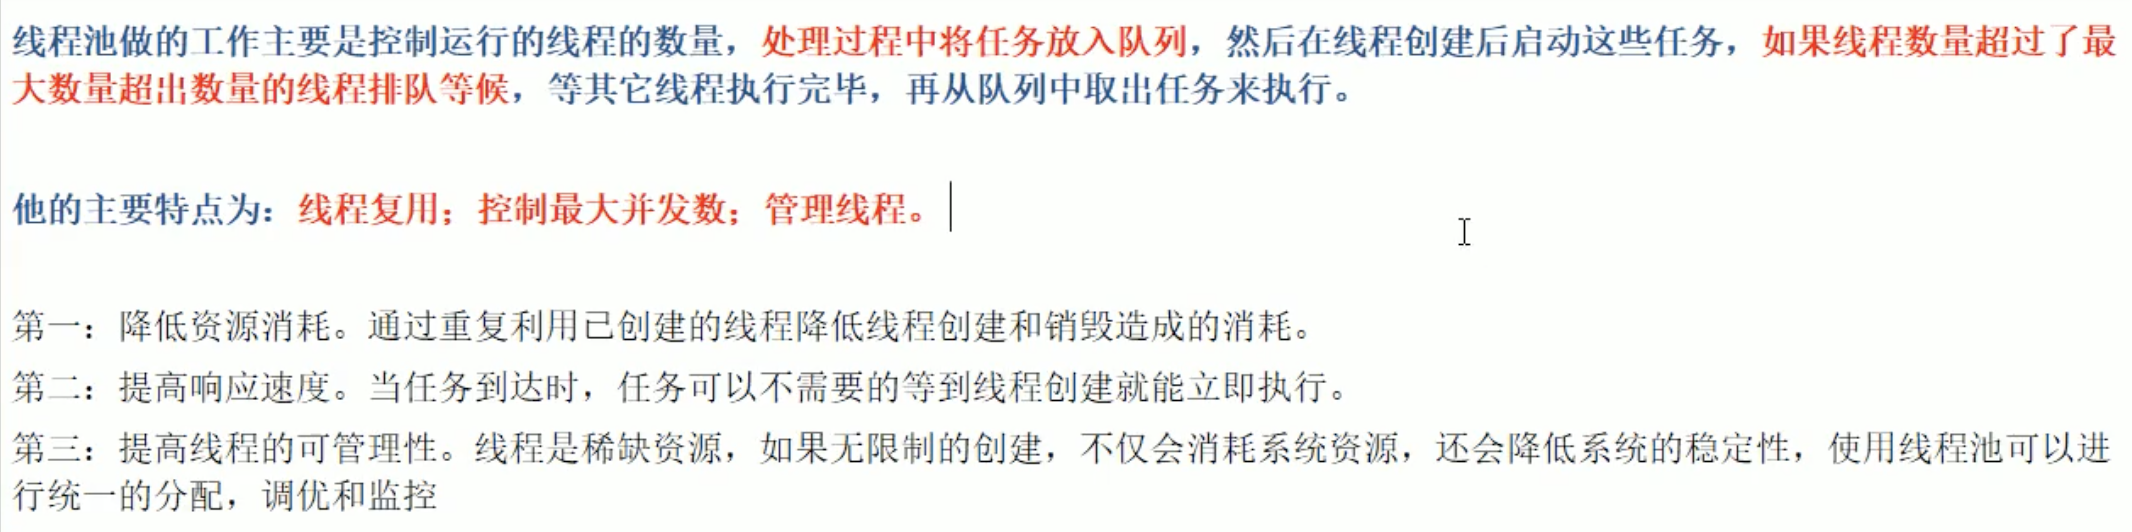 线程池做的工作主要是控制运行的线程的数量，处理过程中将任务放入队列，然后在线程创建后启动这些任务，如果线程数量超过了最
大数量超出数量的线程排队等候，等其它线程执行完毕，再从队列中取出任务来执行。
他的主要特点为：线程复用；控制最大并发数；管理线程。
第一：降低资源消耗。通过重复利用已创建的线程降低线程创建和销毁造成的消耗。
第二：提高响应速度。当任务到达时，任务可以不需要的等到线程创建就能立即执行。
第三：提高线程的可管理性。线程是稀缺资源，如果无限制的创建，不仅会消耗系统资源，还会降低系统的稳定性，使用线程池可以进
行统一的分配，调优和监控